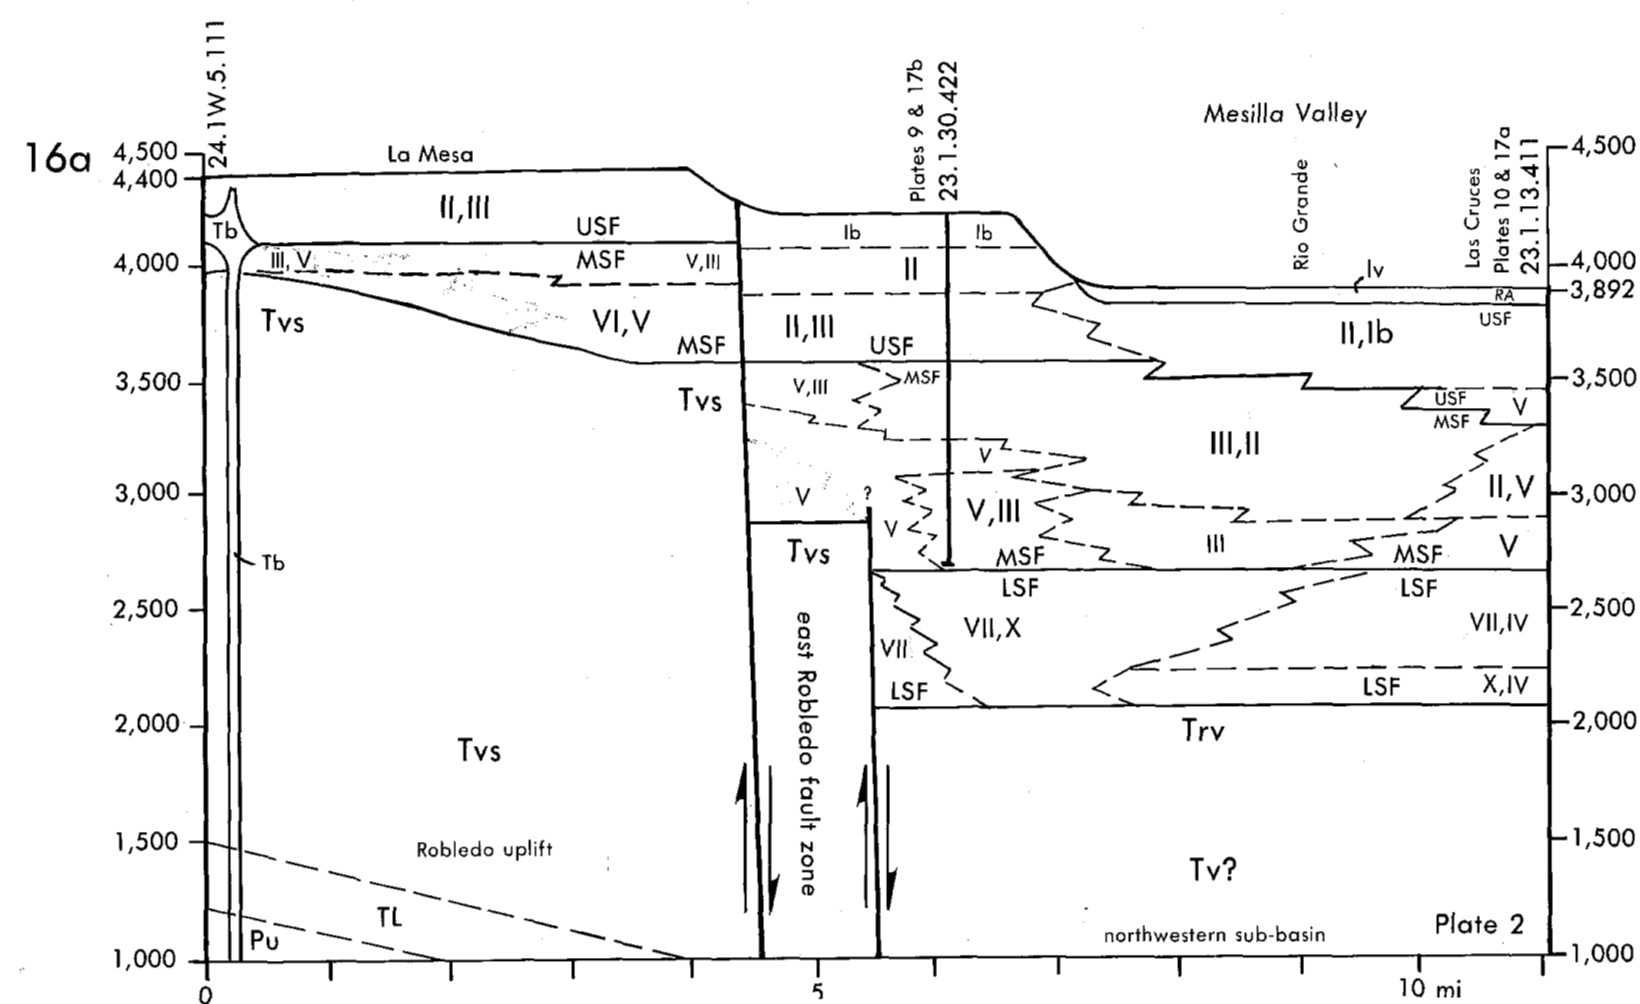 16a
24.1W.5.111
Plates 9 & 17b
23.1.30.422
Mesilla Valley
Rio Grande
Las Cruces
Plates 10 & 17a
23.1.13.411
4,500
4,400
4,000
3,500
3,000
2,500
2,000
1,500
1,000
La Mesa
II,III
USF
Tb
III,V
MSF
V,III
Tvs
VI,V
MSF
Tvs
Tb
Tvs
Robledo uplift
TL
Pu
Ib
Ib
II
II,III
USF
V,III
MSF
V
V
?
Tvs
V
V,III
MSF
east Robledo fault zone
LSF
VII,X
VII
LSF
Iv
RA
USF
II,Ib
USF
V
MSF
III,II
II,V
III
MSF
V
LSF
VII,IV
LSF
X,IV
Trv
Tv?
northwestern sub-basin
Plate 2
4,500
4,000
3,892
3,500
3,000
2,500
2,000
1,500
1,000
0
5
10 mi